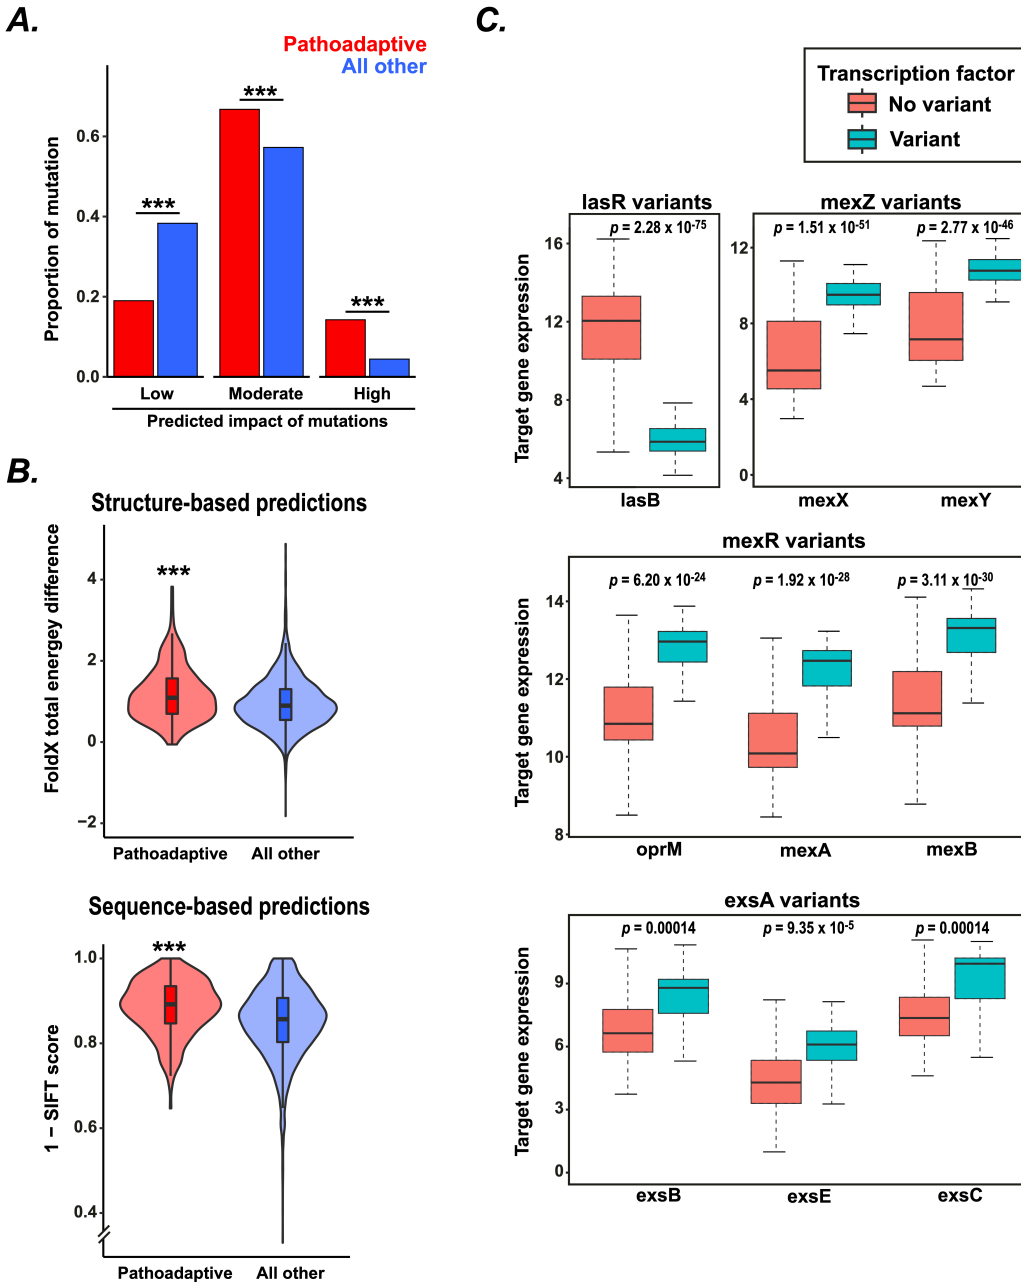 A.
Pathoadaptive
All other
Proportion of mutation
0.6
0.4
0.2
0.0
***
***
***
Low Moderate High
Predicted impact of mutations
B.
Structure-based predictions
FoldX total energey difference
4
2
0
−2
***
Pathoadaptive All other
Sequence-based predictions
1 − SIFT score
1.0
0.8
0.6
0.4
***
Pathoadaptive All other
C.
Transcription factor
No variant
Variant
lasR variants
p = 2.28 x 10-75
Target gene expression
16
12
8
4
lasB
mexZ variants
p = 1.51 x 10-51 p = 2.77 x 10-46
12
8
4
0
mexX mexY
mexR variants
p = 6.20 x 10-24 p = 1.92 x 10-28 p = 3.11 x 10-30
Target gene expression
14
12
10
8
oprM mexA mexB
exsA variants
p = 0.00014 p = 9.35 x 10-5 p = 0.00014
Target gene expression
9
6
3
0
exsB exsE exsC